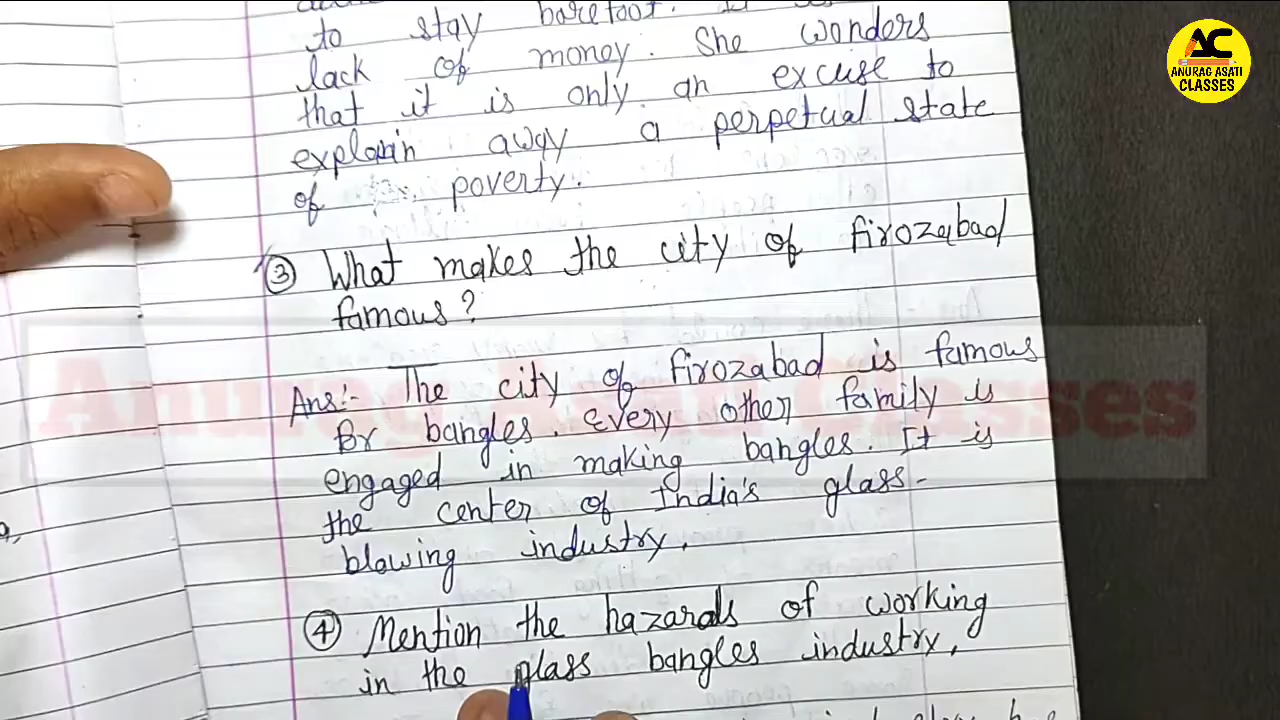 to stay barefoot.
lack of money. She wonders
that it is only an excuse to
explain away a perpetual state
of poverty.
③ What makes the city of firozabad
famous?
Ans:- The city of firozabad is famous
for bangles. Every other family is
engaged in making bangles. It is
the center of India's glass-
blowing industry.
④ Mention the hazards of working
in the glass bangles industry.
AC
ANURAG ASATI
CLASSES
Anurag Asati Classes